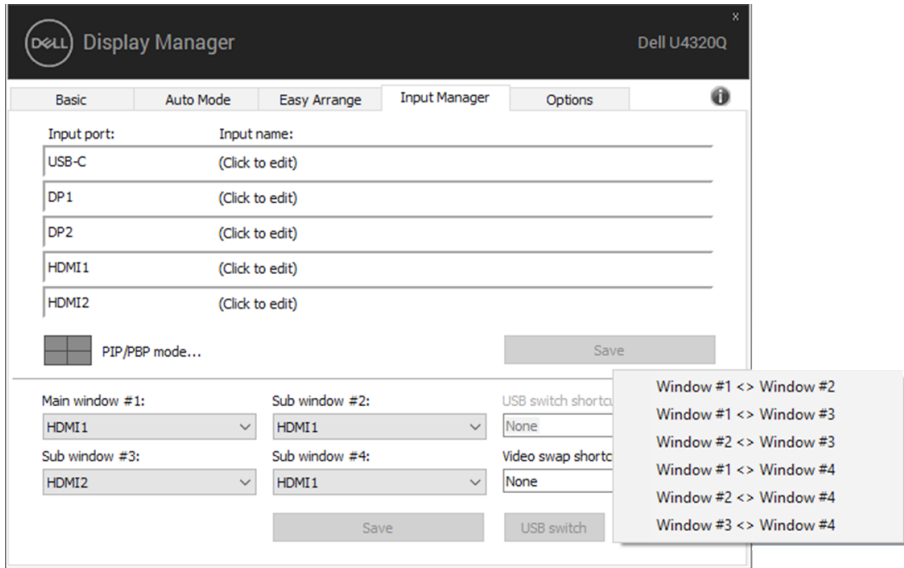 x
DELL Display Manager Dell U4320Q
Basic Auto Mode Easy Arrange Input Manager Options i
Input port: Input name:
USB-C (Click to edit)
DP1 (Click to edit)
DP2 (Click to edit)
HDMI1 (Click to edit)
HDMI2 (Click to edit)
PIP/PBP mode... Save
Main window #1: Sub window #2: USB switch shortcu
HDMI1 HDMI1 None
Sub window #3: Sub window #4: Video swap shortc
HDMI2 HDMI1 None
Save USB switch
Window #1 <> Window #2
Window #1 <> Window #3
Window #2 <> Window #3
Window #1 <> Window #4
Window #2 <> Window #4
Window #3 <> Window #4